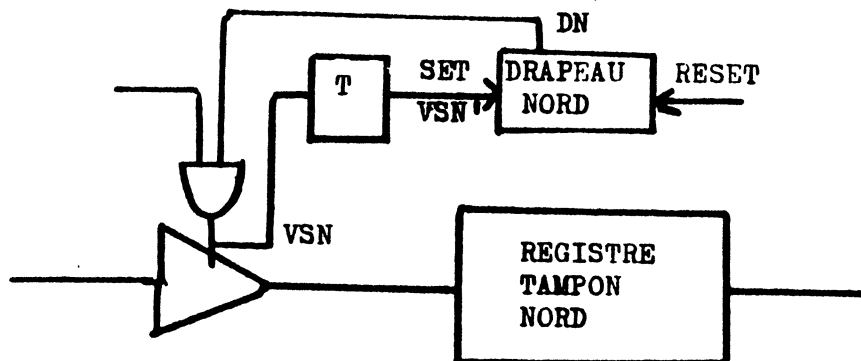 DN
T
SET
VSN'
DRAPEAU
NORD
RESET
VSN
REGISTRE
TAMPON
NORD